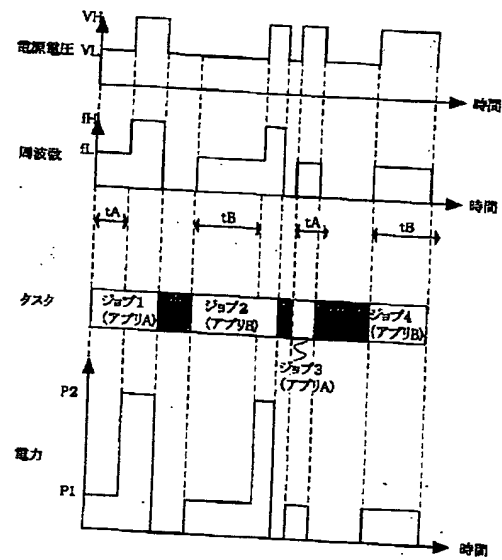 VH
電源電圧 VL
時間
fH
周波数 fL
時間
tA tB tA tB
タスク
ジョブ1
(アプリA)
ジョブ2
(アプリB)
ジョブ4
(アプリB)
ジョブ3
(アプリA)
P2
電力
P1
時間